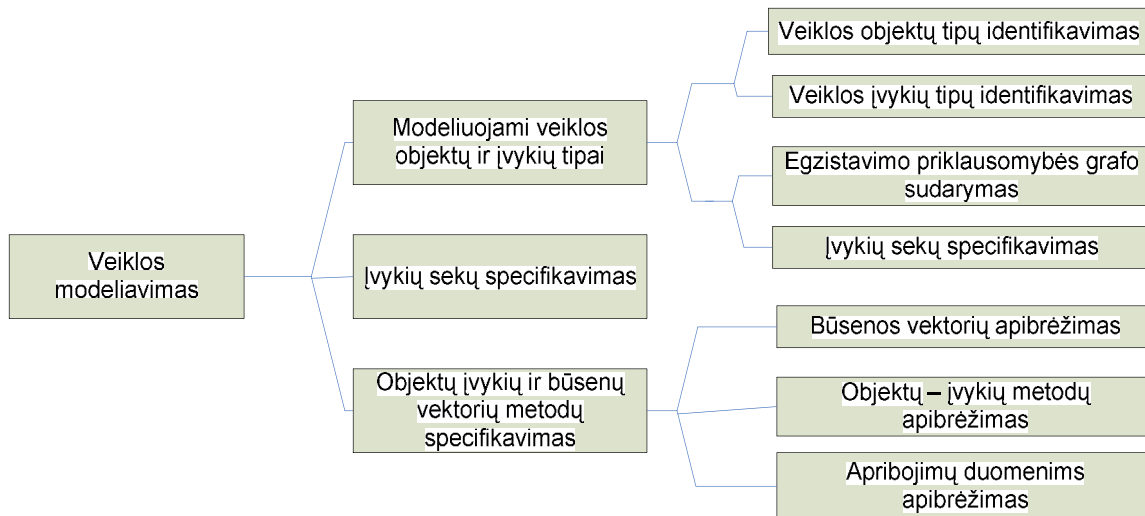 Veiklos
modeliavimas
Modeliuojami veiklos
objektų ir įvykių tipai
Įvykių sekų specifikavimas
Objektų įvykių ir būsenų
vektorių metodų
specifikavimas
Veiklos objektų tipų identifikavimas
Veiklos įvykių tipų identifikavimas
Egzistavimo priklausomybės grafo
sudarymas
Įvykių sekų specifikavimas
Būsenos vektorių apibrėžimas
Objektų – įvykių metodų
apibrėžimas
Apribojimų duomenims
apibrėžimas